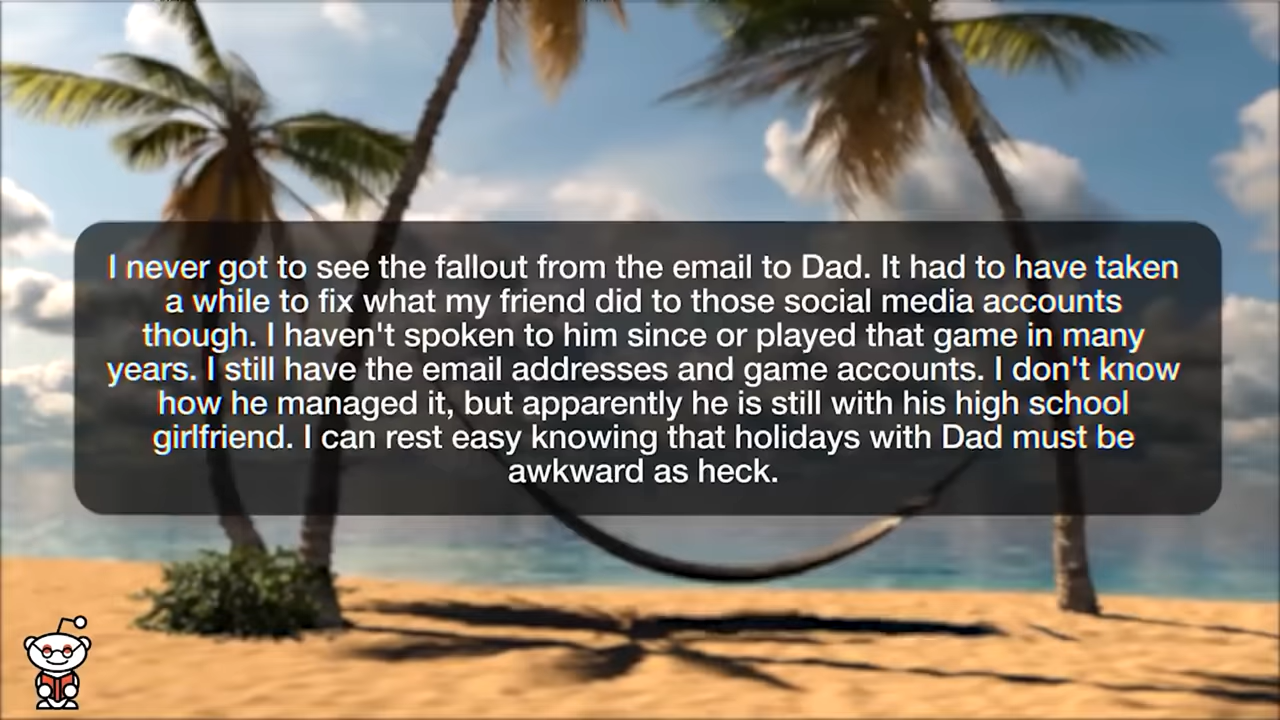 I never got to see the fallout from the email to Dad. It had to have taken
a while to fix what my friend did to those social media accounts
though. I haven't spoken to him since or played that game in many
years. I still have the email addresses and game accounts. I don't know
how he managed it, but apparently he is still with his high school
girlfriend. I can rest easy knowing that holidays with Dad must be
awkward as heck.